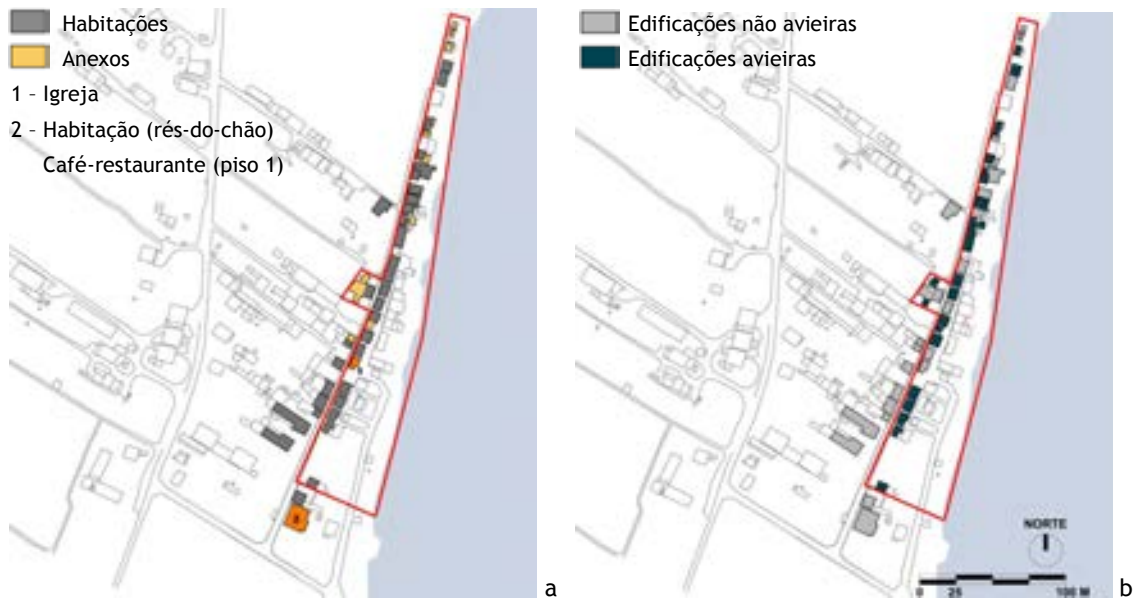 Habitações
Anexos
1 – Igreja
2 – Habitação (rés-do-chão)
Café-restaurante (piso 1)
a
Edificações não avieiras
Edificações avieiras
NORTE
0 25 100 M
b